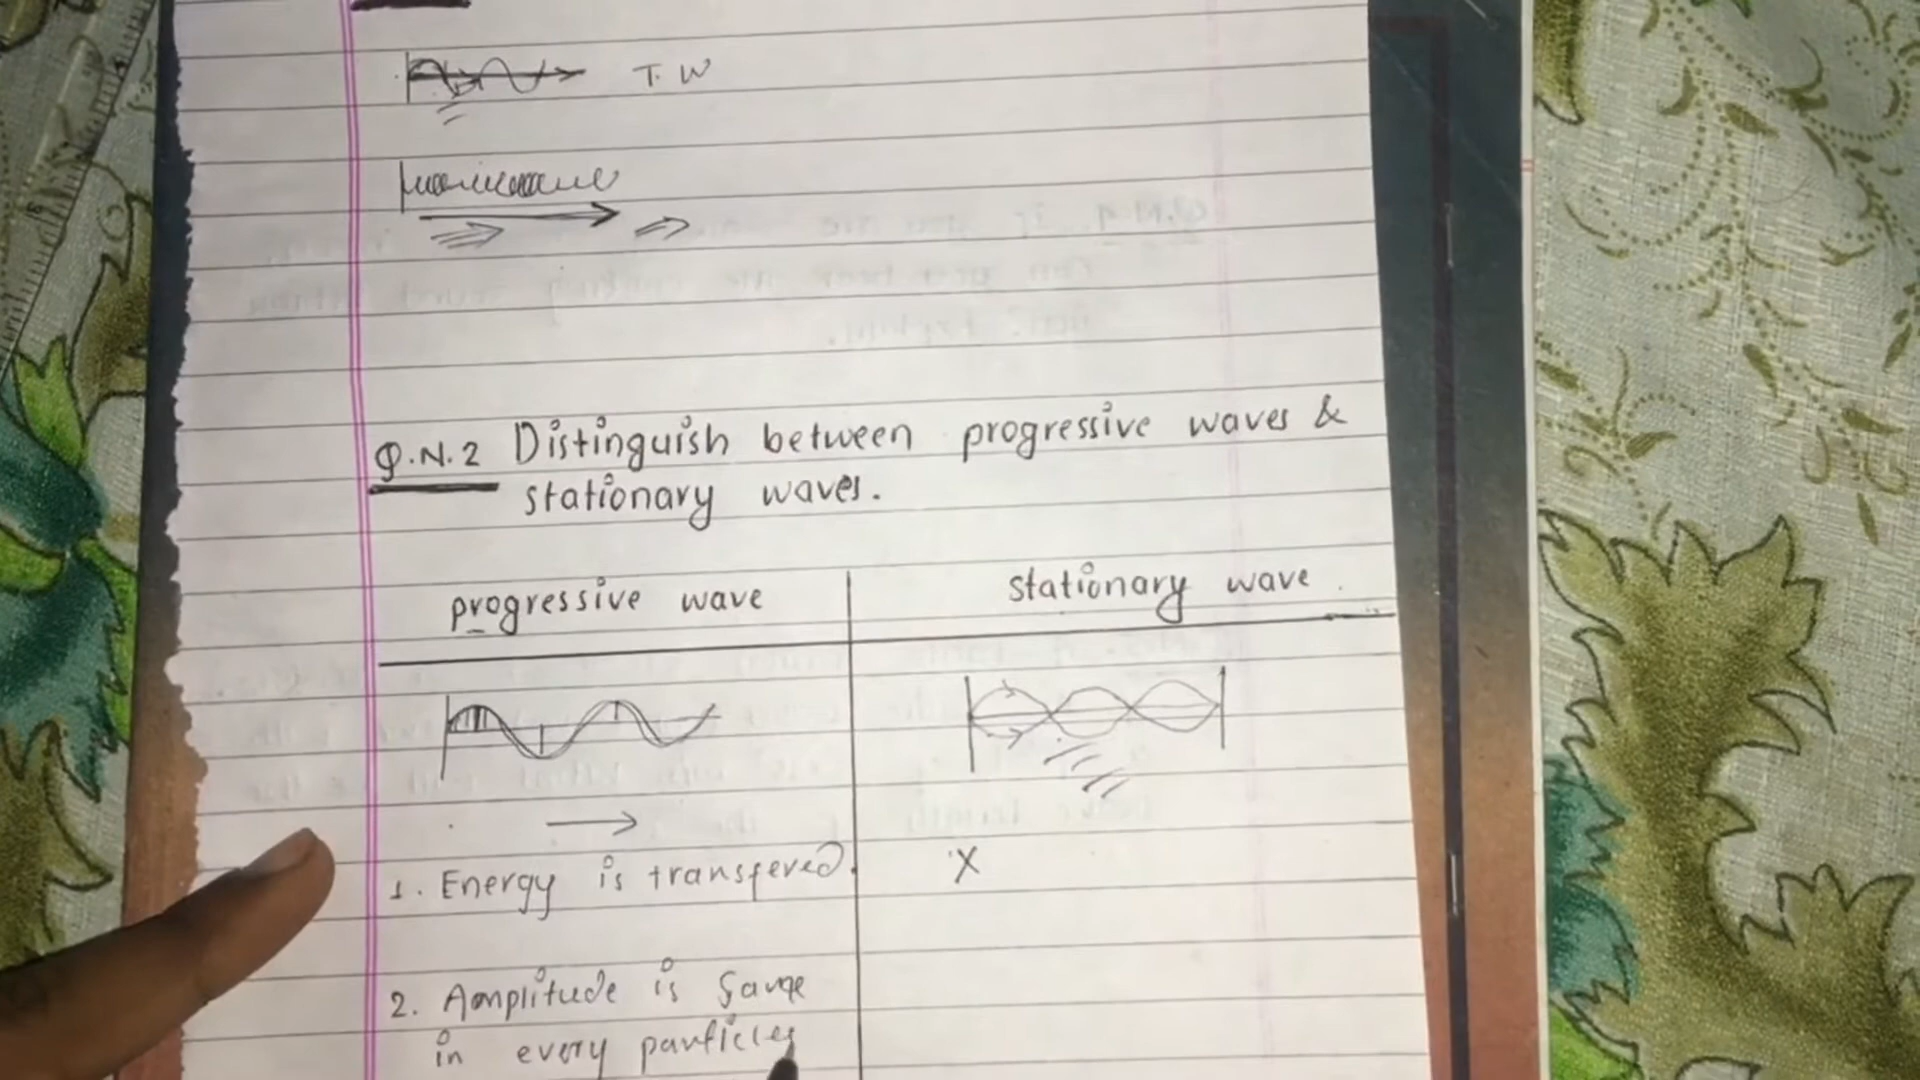 T. W
Q.N.2 Distinguish between progressive waves &
stationary waves.
progressive wave
stationary wave
1. Energy is transfered.
X
2. Amplitude is same
in every particles